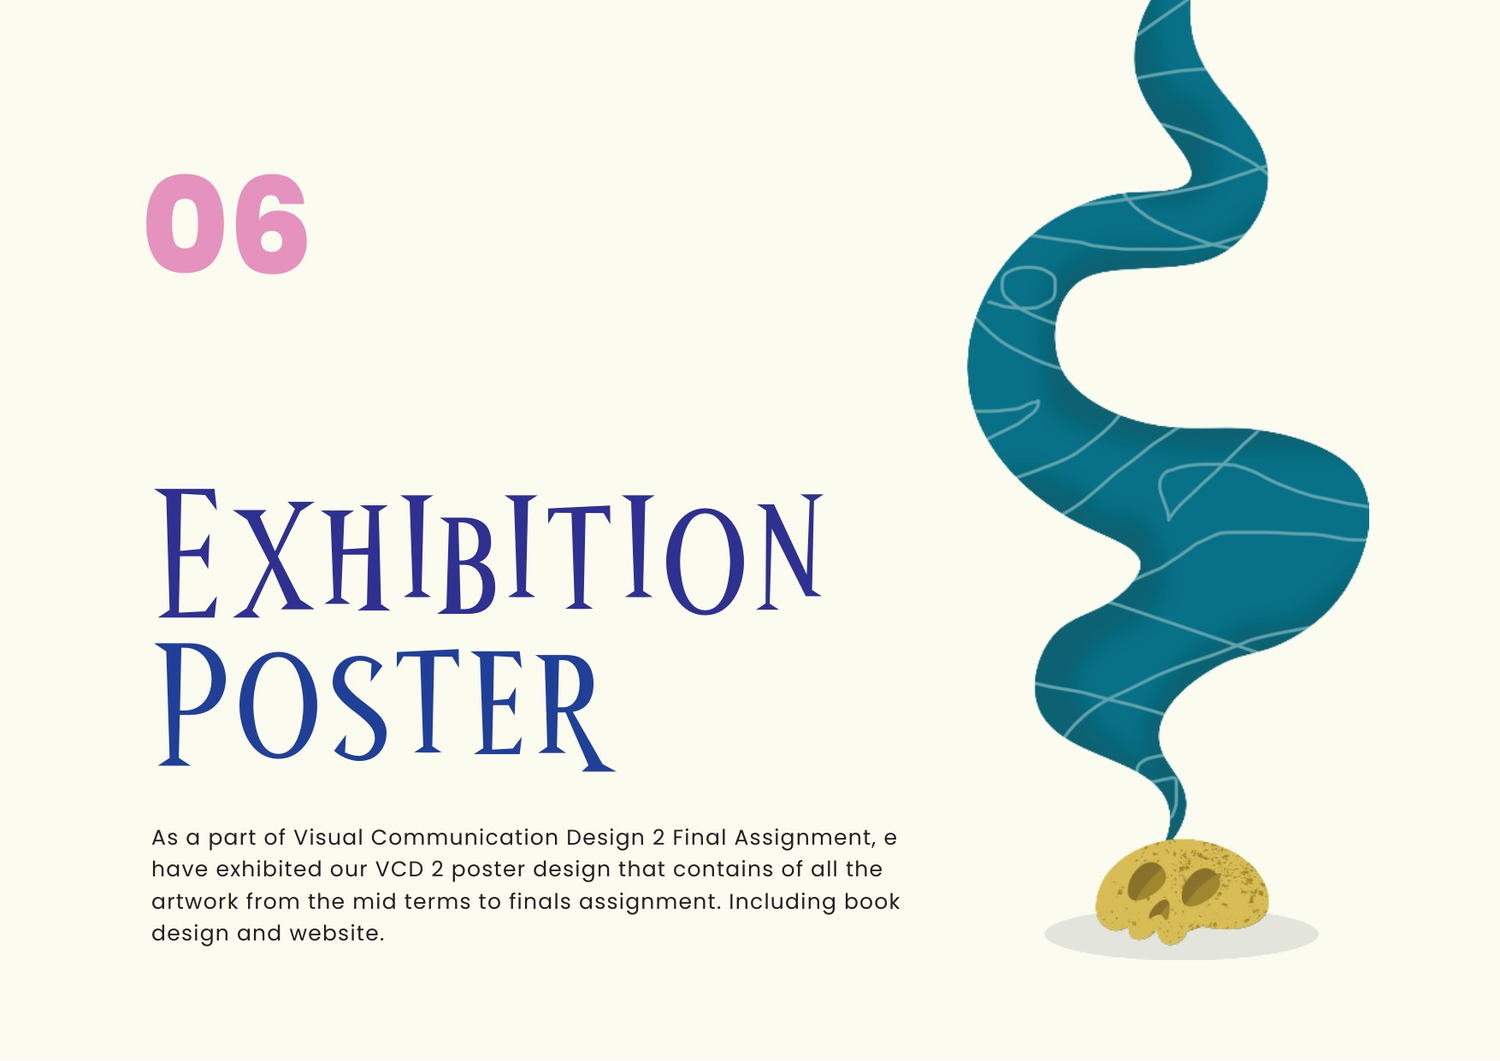 06
Exhibition
Poster
As a part of Visual Communication Design 2 Final Assignment, e
have exhibited our VCD 2 poster design that contains of all the
artwork from the mid terms to finals assignment. Including book
design and website.